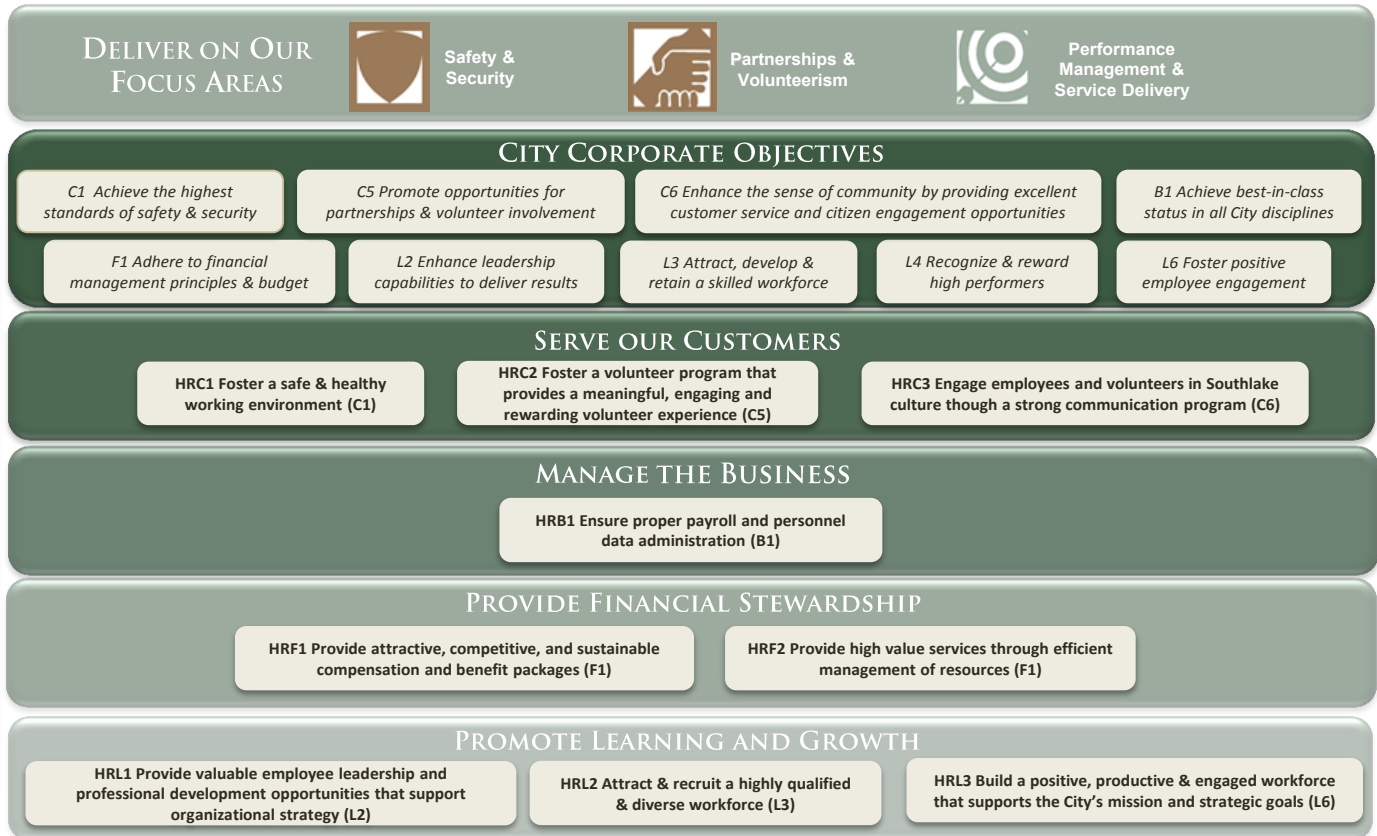 Deliver on Our
Focus Areas
Safety &
Security
Partnerships &
Volunteerism
Performance
Management &
Service Delivery
City Corporate Objectives
C1 Achieve the highest
standards of safety & security
C5 Promote opportunities for
partnerships & volunteer involvement
C6 Enhance the sense of community by providing excellent
customer service and citizen engagement opportunities
B1 Achieve best-in-class
status in all City disciplines
F1 Adhere to financial
management principles & budget
L2 Enhance leadership
capabilities to deliver results
L3 Attract, develop &
retain a skilled workforce
L4 Recognize & reward
high performers
L6 Foster positive
employee engagement
Serve our Customers
HRC1 Foster a safe & healthy
working environment (C1)
HRC2 Foster a volunteer program that
provides a meaningful, engaging and
rewarding volunteer experience (C5)
HRC3 Engage employees and volunteers in Southlake
culture though a strong communication program (C6)
Manage the Business
HRB1 Ensure proper payroll and personnel
data administration (B1)
Provide Financial Stewardship
HRF1 Provide attractive, competitive, and sustainable
compensation and benefit packages (F1)
HRF2 Provide high value services through efficient
management of resources (F1)
Promote Learning and Growth
HRL1 Provide valuable employee leadership and
professional development opportunities that support
organizational strategy (L2)
HRL2 Attract & recruit a highly qualified
& diverse workforce (L3)
HRL3 Build a positive, productive & engaged workforce
that supports the City's mission and strategic goals (L6)